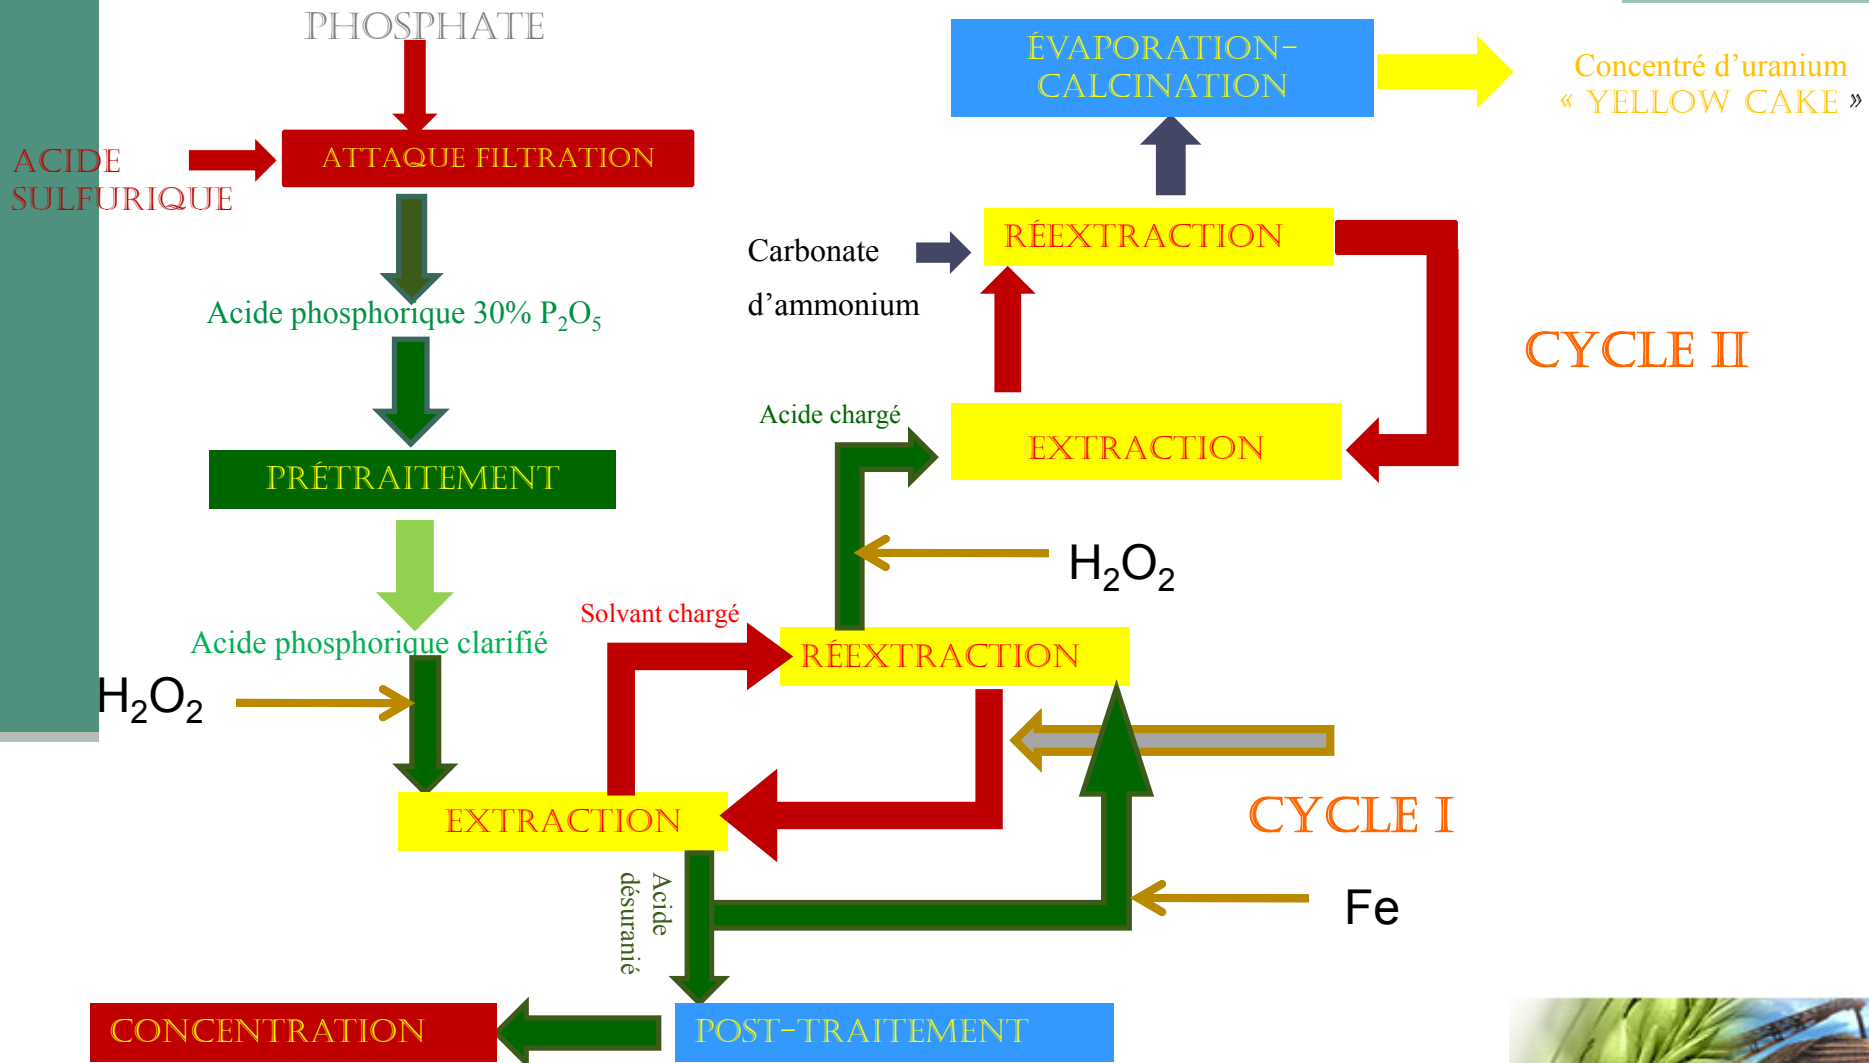 PHOSPHATE
ACIDE
SULFURIQUE
ATTAQUE FILTRATION
Acide phosphorique 30% P₂O₅
PRÉTRAITEMENT
Acide phosphorique clarifié
H₂O₂
EXTRACTION
Solvant chargé
RÉEXTRACTION
Acide
désuranié
CONCENTRATION
POST-TRAITEMENT
Fe
CYCLE I
H₂O₂
Acide chargé
EXTRACTION
Carbonate
d’ammonium
RÉEXTRACTION
CYCLE II
ÉVAPORATION-
CALCINATION
Concentré d’uranium
« YELLOW CAKE »